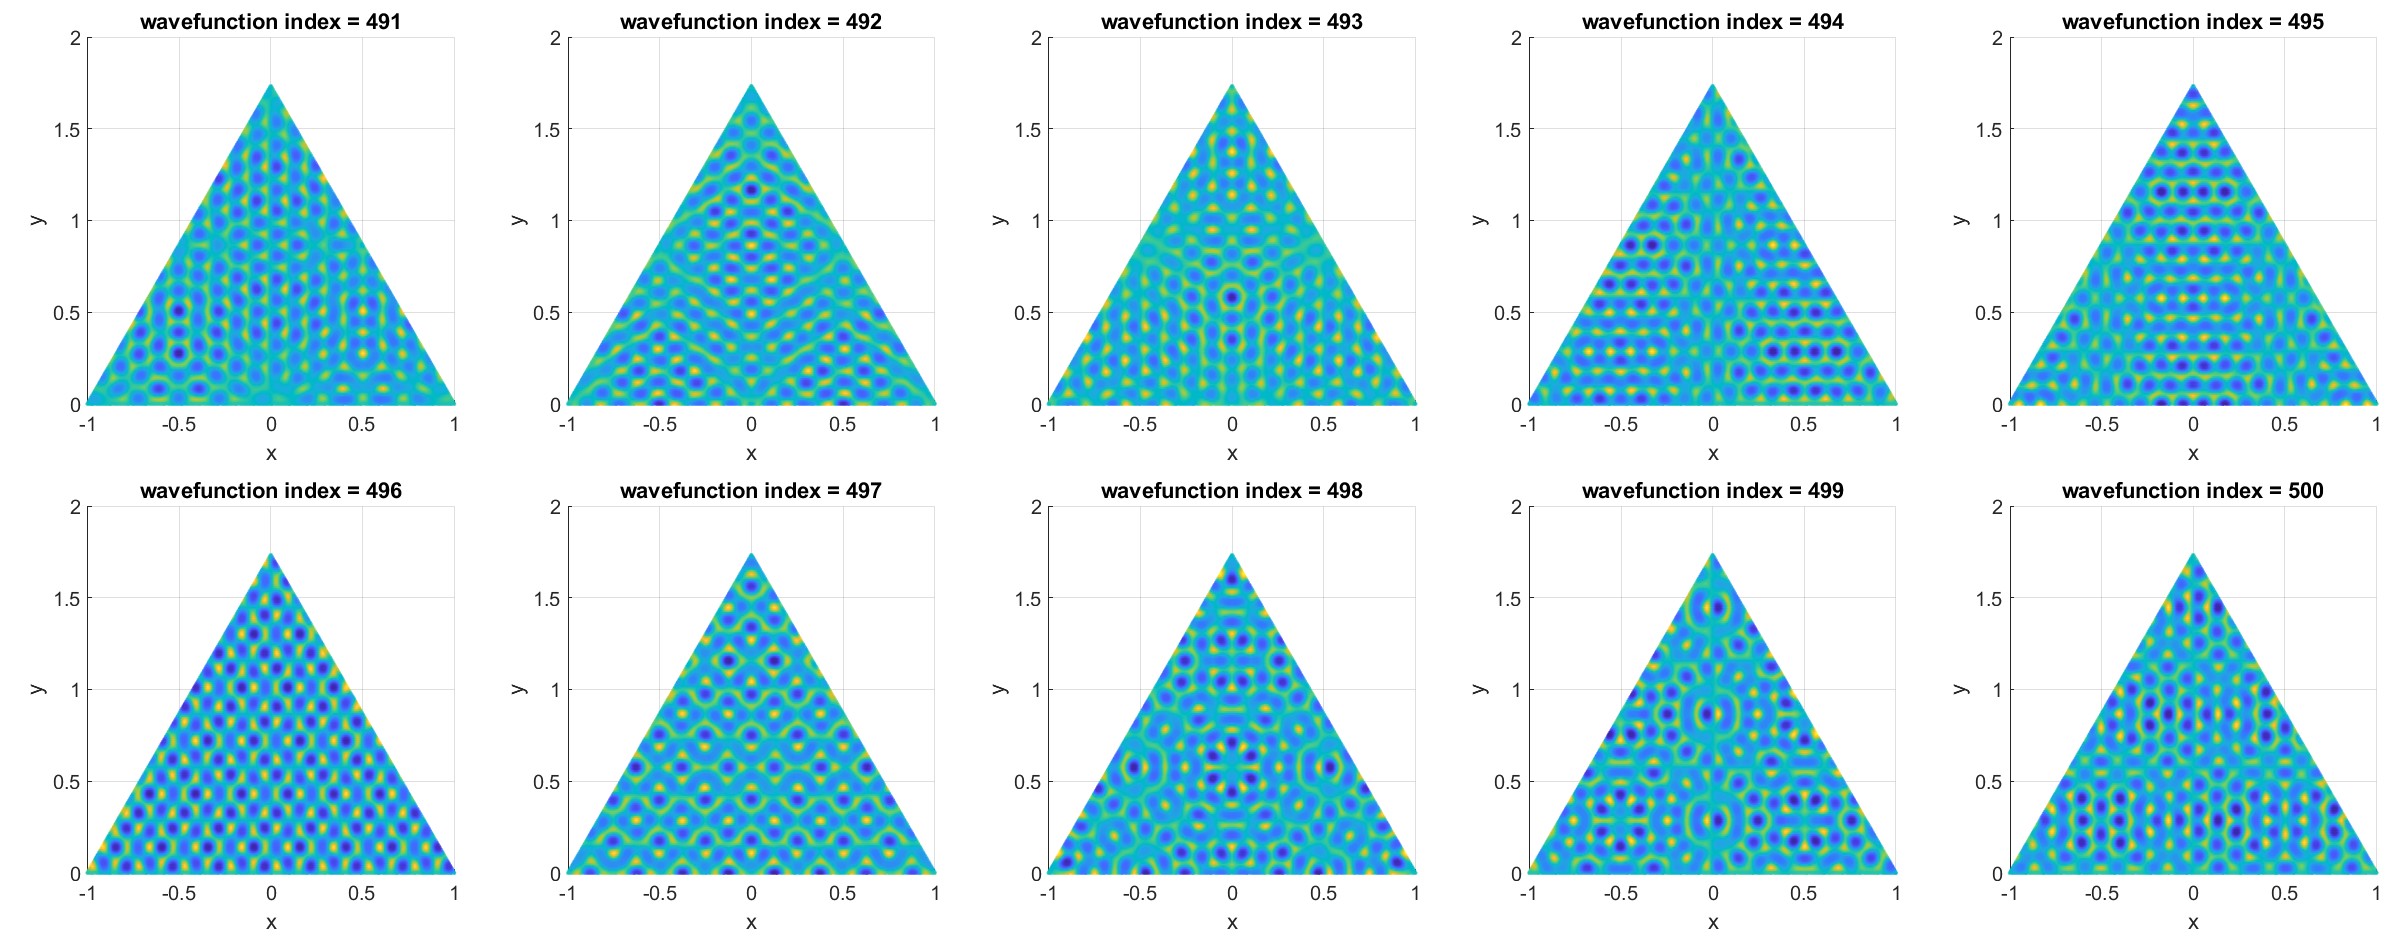 wavefunction index = 491
2
1.5
1
0.5
0
y
-1 -0.5 0 0.5 1
x
wavefunction index = 492
2
1.5
1
0.5
0
y
-1 -0.5 0 0.5 1
x
wavefunction index = 493
2
1.5
1
0.5
0
y
-1 -0.5 0 0.5 1
x
wavefunction index = 494
2
1.5
1
0.5
0
y
-1 -0.5 0 0.5 1
x
wavefunction index = 495
2
1.5
1
0.5
0
y
-1 -0.5 0 0.5 1
x
wavefunction index = 496
2
1.5
1
0.5
0
y
-1 -0.5 0 0.5 1
x
wavefunction index = 497
2
1.5
1
0.5
0
y
-1 -0.5 0 0.5 1
x
wavefunction index = 498
2
1.5
1
0.5
0
y
-1 -0.5 0 0.5 1
x
wavefunction index = 499
2
1.5
1
0.5
0
y
-1 -0.5 0 0.5 1
x
wavefunction index = 500
2
1.5
1
0.5
0
y
-1 -0.5 0 0.5 1
x